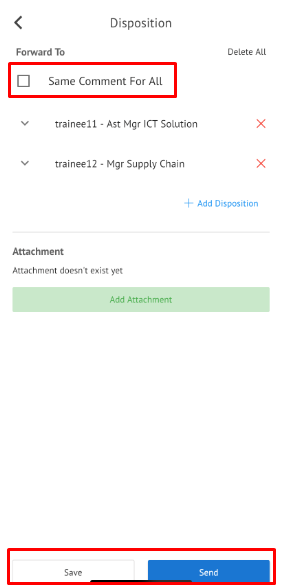 Disposition
Forward To
Delete All
Same Comment For All
trainee11 - Ast Mgr ICT Solution
trainee12 - Mgr Supply Chain
+ Add Disposition
Attachment
Attachment doesn't exist yet
Add Attachment
Save
Send